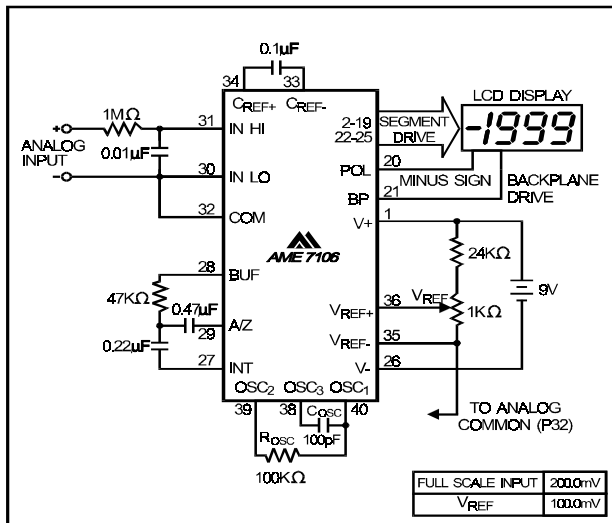 0.1µF
34 33
CREF+ CREF-
1MΩ
31 IN HI
+
ANALOG
INPUT
–
0.01µF
30 IN LO
32 COM
AME 7106
28 BUF
47KΩ
0.47µF
A/Z
29
0.22µF
27 INT
OSC2 OSC3 OSC1
39 38 40
COSC
100pF
ROSC
100KΩ
2-19
22-25
SEGMENT
DRIVE
LCD DISPLAY
-1999
POL 20
MINUS SIGN
BP 21
BACKPLANE
DRIVE
V+ 1
24KΩ
9V
VREF+ 36 VREF
1KΩ
VREF- 35
V- 26
TO ANALOG
COMMON (P32)
FULL SCALE INPUT 200.0mV
VREF 100.0mV